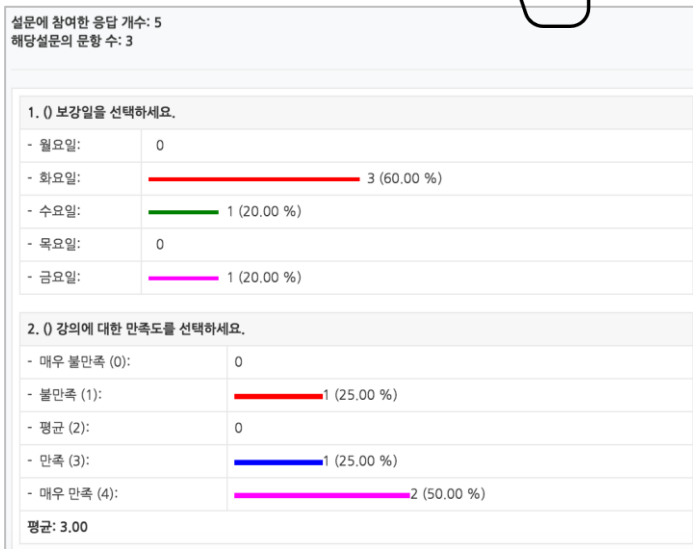 설문에 참여한 응답 개수: 5
해당설문의 문항 수: 3
1. () 보강일을 선택하세요.
- 월요일: 0
- 화요일: 3 (60.00 %)
- 수요일: 1 (20.00 %)
- 목요일: 0
- 금요일: 1 (20.00 %)
2. () 강의에 대한 만족도를 선택하세요.
- 매우 불만족 (0): 0
- 불만족 (1): 1 (25.00 %)
- 평균 (2): 0
- 만족 (3): 1 (25.00 %)
- 매우 만족 (4): 2 (50.00 %)
평균: 3.00